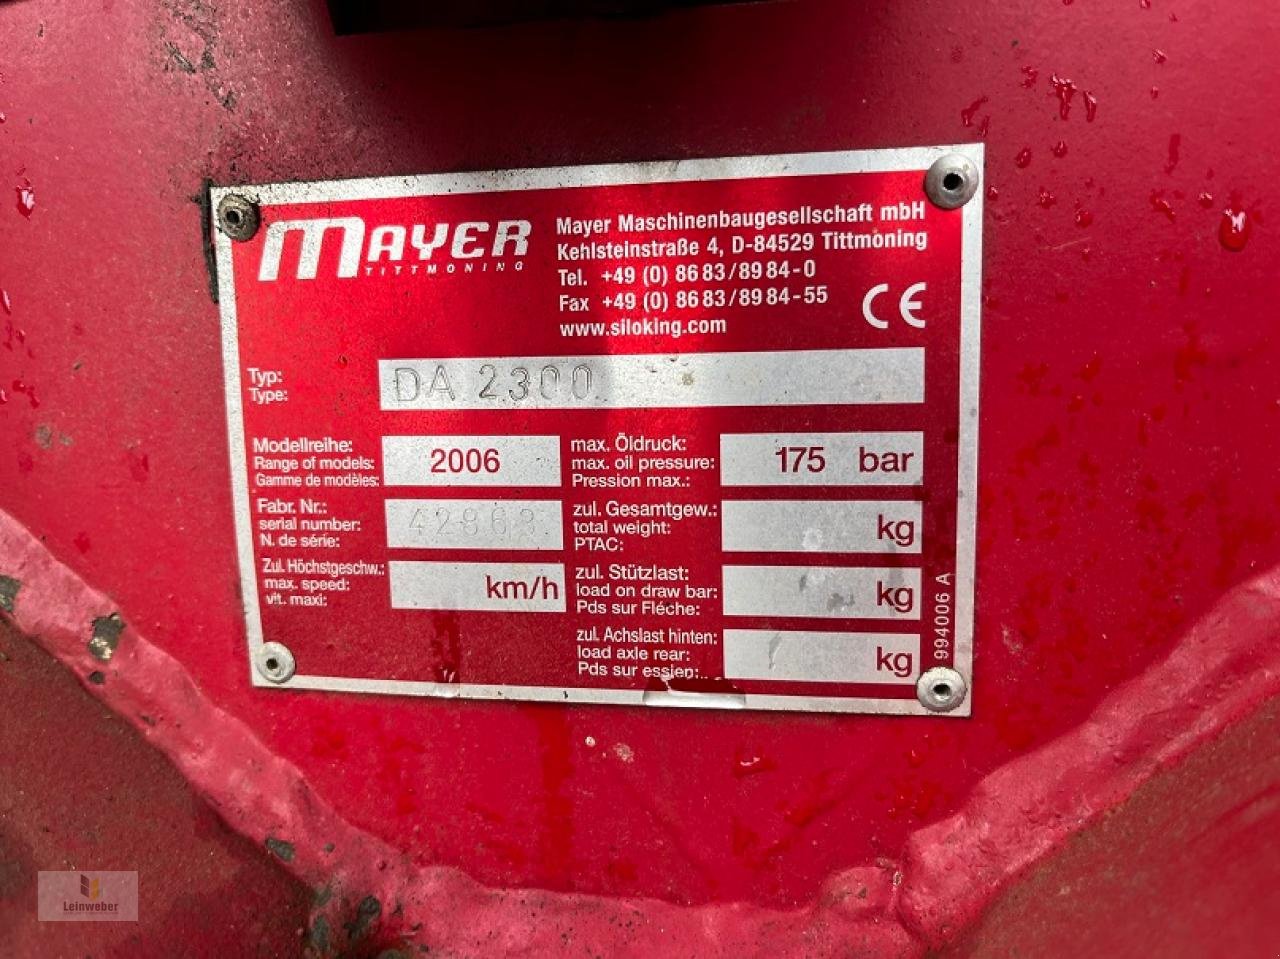 MAYER
TITTMONING
Mayer Maschinenbaugesellschaft mbH
Kehlsteinstraße 4, D-84529 Tittmoning
Tel. +49 (0) 86 83/89 84-0
Fax +49 (0) 86 83/89 84-55
www.siloking.com
CE
Typ:
Type:
DA 2300
Modellreihe:
Range of models:
Gamme de modèles:
2006
max. Öldruck:
max. oil pressure:
Pression max.:
175 bar
Fabr. Nr.:
serial number:
N. de série:
zul. Gesamtgew.:
total weight:
PTAC:
kg
Zul. Höchstgeschw.:
max. speed:
vit. maxi:
km/h
zul. Stützlast:
load on draw bar:
Pds sur Fléche:
kg
zul. Achslast hinten:
load axle rear:
Pds sur essien:
kg
994006 A
Leinweber